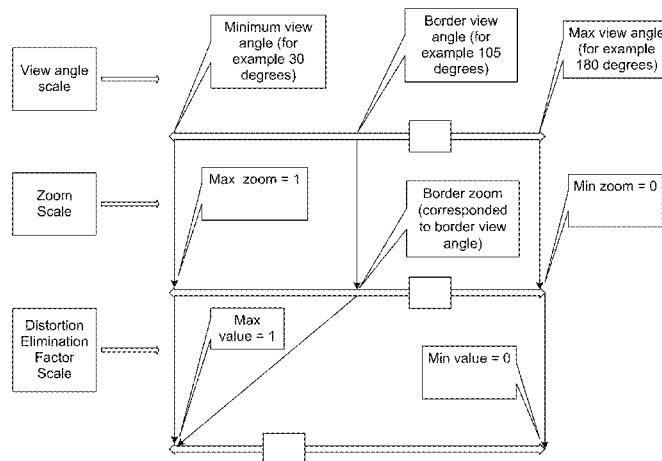 Minimum view
angle (for
example 30
degrees)
Border view
angle (for
example 105
degrees)
Max view angle
(for example
180 degrees)
View angle
scale
Max zoom = 1
Min zoom = 0
Zoom
Scale
Border zoom
(corresponded
to border view
angle)
Distortion
Elimination
Factor
Scale
Max
value = 1
Min value = 0